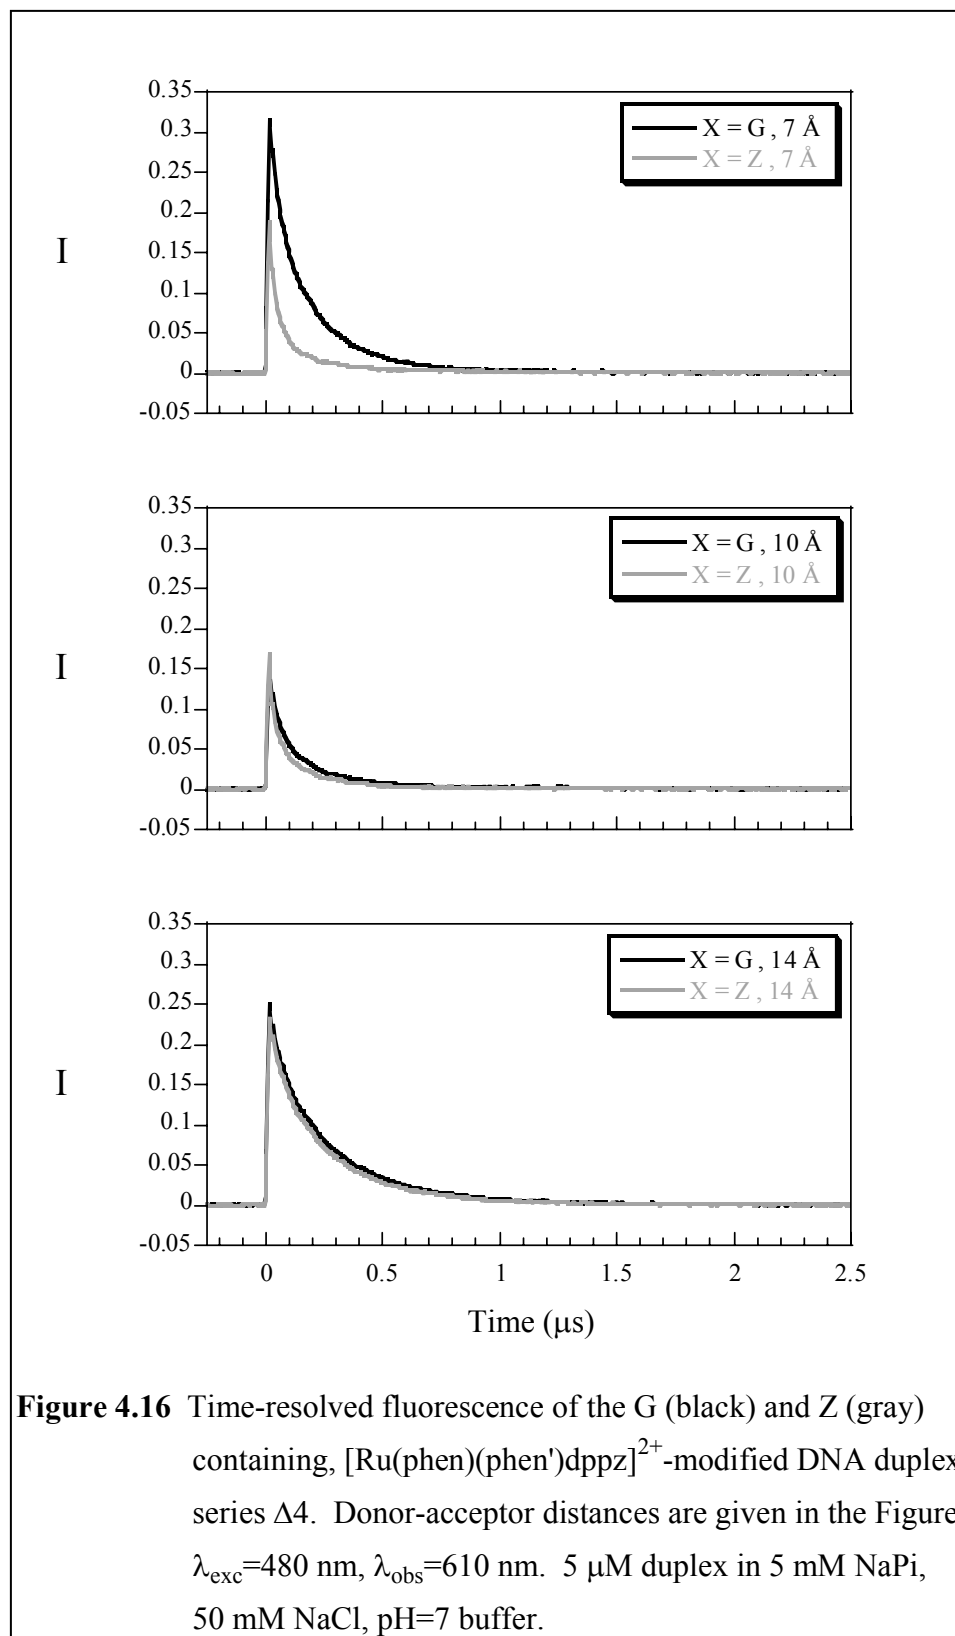 0.35
0.3
0.25
0.2
0.15
0.1
0.05
0
-0.05
I
X = G , 7 Å
X = Z , 7 Å
0.35
0.3
0.25
0.2
0.15
0.1
0.05
0
-0.05
I
X = G , 10 Å
X = Z , 10 Å
0.35
0.3
0.25
0.2
0.15
0.1
0.05
0
-0.05
I
X = G , 14 Å
X = Z , 14 Å
0 0.5 1 1.5 2 2.5
Time (μs)
Figure 4.16 Time-resolved fluorescence of the G (black) and Z (gray)
containing, [Ru(phen)(phen')dppz]2+-modified DNA duplex
series Δ4. Donor-acceptor distances are given in the Figure
λexc=480 nm, λobs=610 nm. 5 μM duplex in 5 mM NaPi,
50 mM NaCl, pH=7 buffer.